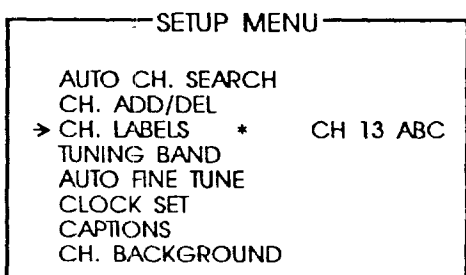 SETUP MENU
AUTO CH. SEARCH
CH. ADD/DEL
→ CH. LABELS * CH 13 ABC
TUNING BAND
AUTO FINE TUNE
CLOCK SET
CAPTIONS
CH. BACKGROUND